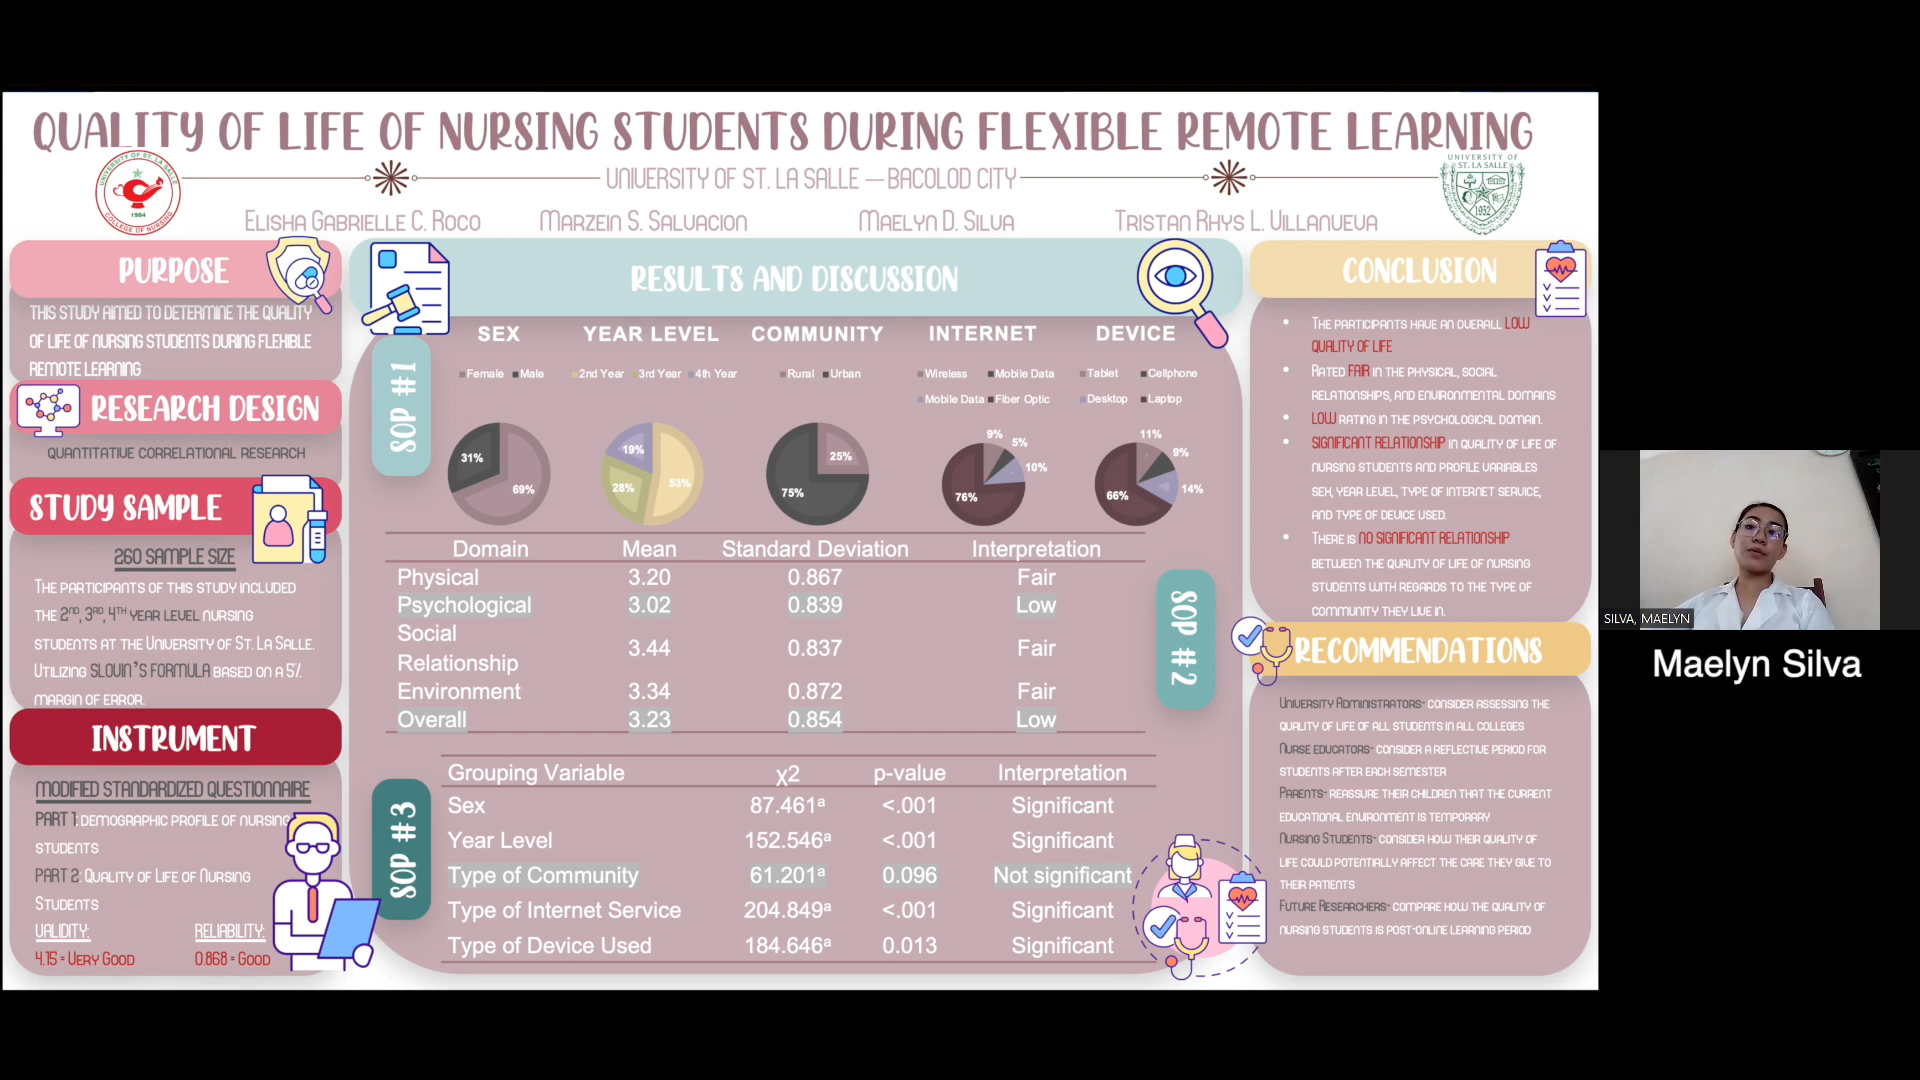 QUALITY OF LIFE OF NURSING STUDENTS DURING FLEXIBLE REMOTE LEARNING
UNIVERSITY OF ST. LA SALLE — BACOLOD CITY
UNIVERSITY OF ST. LA SALLE
COLLEGE OF NURSING
1984
UNIVERSITY OF
ST. LA SALLE
1952
ELISHA GABRIELLE C. ROCO
MARZEIN S. SALVACION
MAELYN D. SILVA
TRISTAN RHYS L. VILLANUEVA
PURPOSE
THIS STUDY AIMED TO DETERMINE THE QUALITY
OF LIFE OF NURSING STUDENTS DURING FLEXIBLE
REMOTE LEARNING
RESEARCH DESIGN
QUANTITATIVE CORRELATIONAL RESEARCH
STUDY SAMPLE
260 SAMPLE SIZE
THE PARTICIPANTS OF THIS STUDY INCLUDED
THE 2ND, 3RD, 4TH YEAR LEVEL NURSING
STUDENTS AT THE UNIVERSITY OF ST. LA SALLE.
UTILIZING SLOVIN'S FORMULA BASED ON A 5%
MARGIN OF ERROR.
INSTRUMENT
MODIFIED STANDARDIZED QUESTIONNAIRE
PART 1: DEMOGRAPHIC PROFILE OF NURSING
STUDENTS
PART 2: QUALITY OF LIFE OF NURSING
STUDENTS
VALIDITY: RELIABILITY:
4.75 = VERY GOOD 0.868 = GOOD
RESULTS AND DISCUSSION
SOP #1
SEX YEAR LEVEL COMMUNITY INTERNET DEVICE
Female Male 2nd Year 3rd Year 4th Year Rural Urban Wireless Mobile Data Tablet Cellphone
Mobile Data Fiber Optic Desktop Laptop
31% 69%
19% 28% 53%
25% 75%
9% 5% 10% 76%
11% 9% 14% 66%
SOP #2
Domain Mean Standard Deviation Interpretation
Physical 3.20 0.867 Fair
Psychological 3.02 0.839 Low
Social
Relationship 3.44 0.837 Fair
Environment 3.34 0.872 Fair
Overall 3.23 0.854 Low
SOP #3
Grouping Variable χ2 p-value Interpretation
Sex 87.461a <.001 Significant
Year Level 152.546a <.001 Significant
Type of Community 61.201a 0.096 Not significant
Type of Internet Service 204.849a <.001 Significant
Type of Device Used 184.646a 0.013 Significant
CONCLUSION
• THE PARTICIPANTS HAVE AN OVERALL LOW
QUALITY OF LIFE
• RATED FAIR IN THE PHYSICAL, SOCIAL
RELATIONSHIPS, AND ENVIRONMENTAL DOMAINS
• LOW RATING IN THE PSYCHOLOGICAL DOMAIN.
• SIGNIFICANT RELATIONSHIP IN QUALITY OF LIFE OF
NURSING STUDENTS AND PROFILE VARIABLES
SEX, YEAR LEVEL, TYPE OF INTERNET SERVICE,
AND TYPE OF DEVICE USED.
• THERE IS NO SIGNIFICANT RELATIONSHIP
BETWEEN THE QUALITY OF LIFE OF NURSING
STUDENTS WITH REGARDS TO THE TYPE OF
COMMUNITY THEY LIVE IN.
RECOMMENDATIONS
UNIVERSITY ADMINISTRATORS- CONSIDER ASSESSING THE
QUALITY OF LIFE OF ALL STUDENTS IN ALL COLLEGES
NURSE EDUCATORS- CONSIDER A REFLECTIVE PERIOD FOR
STUDENTS AFTER EACH SEMESTER
PARENTS- REASSURE THEIR CHILDREN THAT THE CURRENT
EDUCATIONAL ENVIRONMENT IS TEMPORARY
NURSING STUDENTS- CONSIDER HOW THEIR QUALITY OF
LIFE COULD POTENTIALLY AFFECT THE CARE THEY GIVE TO
THEIR PATIENTS
FUTURE RESEARCHERS- COMPARE HOW THE QUALITY OF
NURSING STUDENTS IS POST-ONLINE LEARNING PERIOD
SILVA, MAELYN
Maelyn Silva